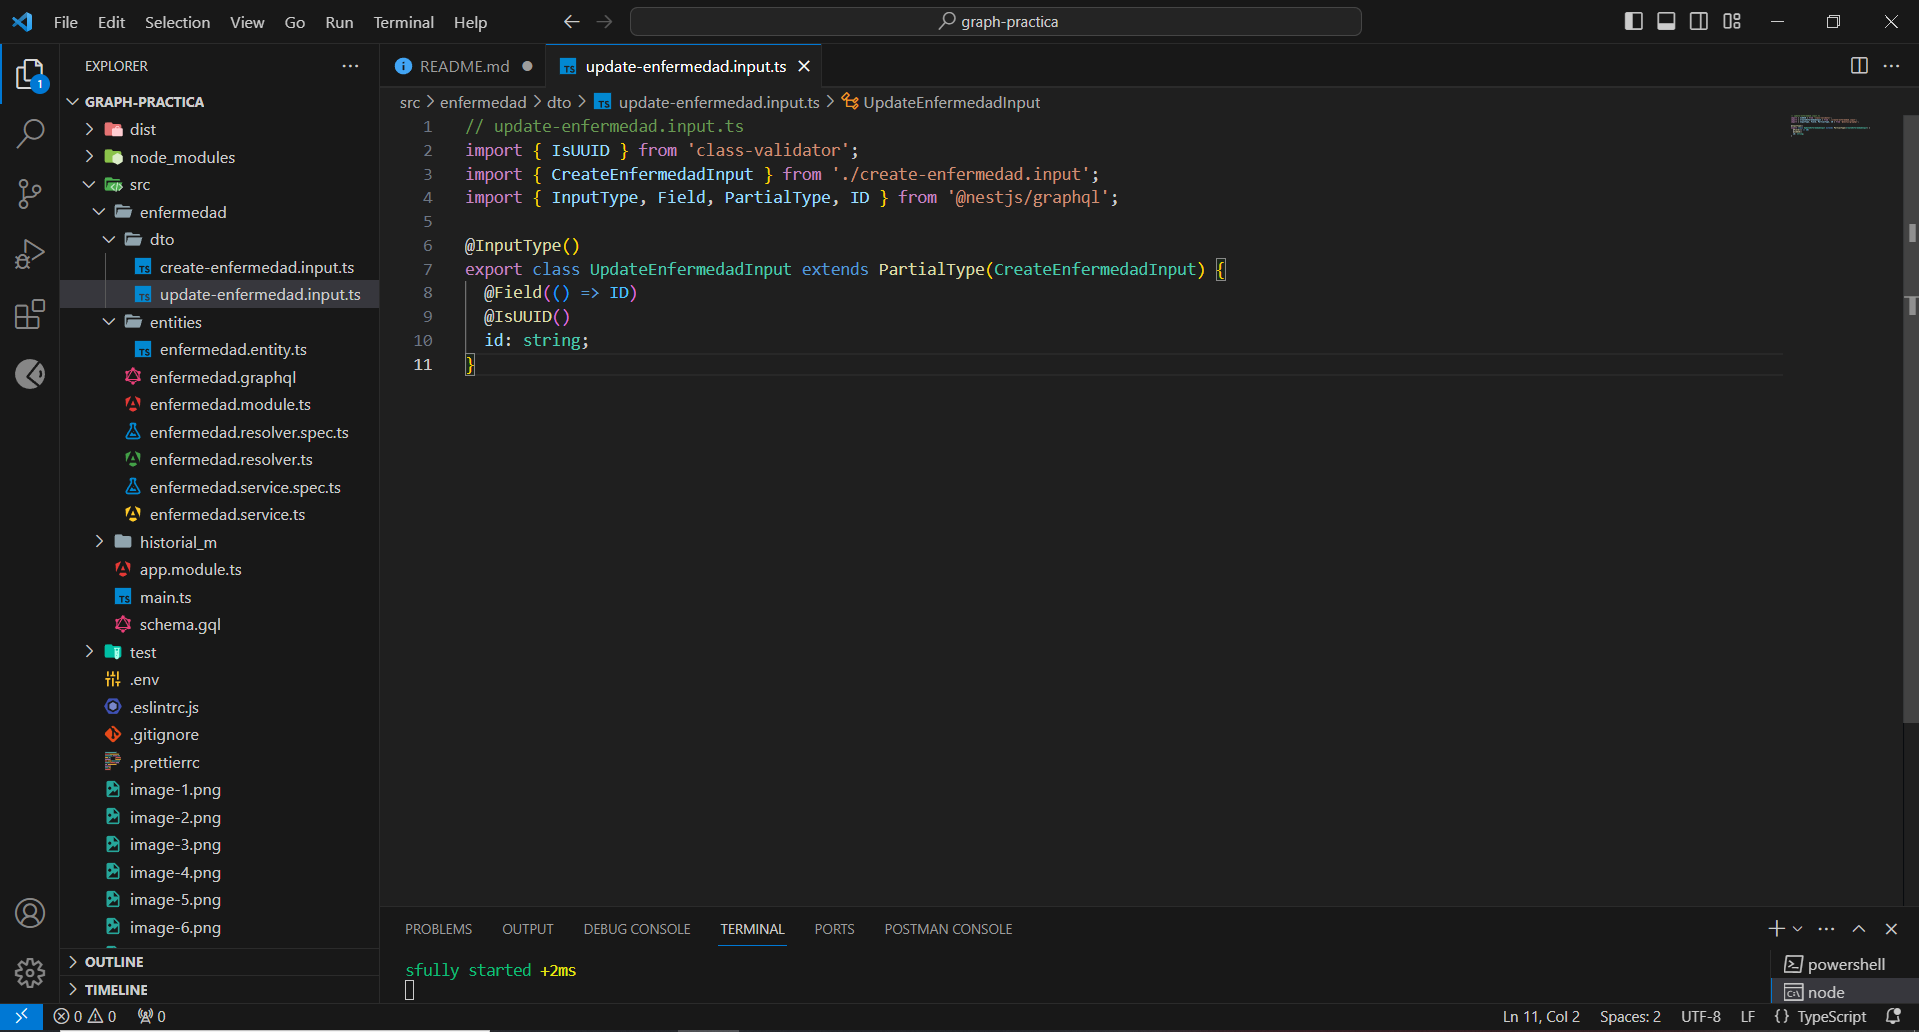 File Edit Selection View Go Run Terminal Help
graph-practica
EXPLORER
README.md
update-enfermedad.input.ts
1
GRAPH-PRACTICA
src > enfermedad > dto > TS update-enfermedad.input.ts > UpdateEnfermedadInput
dist
node_modules
src
enfermedad
dto
TS create-enfermedad.input.ts
TS update-enfermedad.input.ts
entities
TS enfermedad.entity.ts
enfermedad.graphql
enfermedad.module.ts
enfermedad.resolver.spec.ts
enfermedad.resolver.ts
enfermedad.service.spec.ts
enfermedad.service.ts
historial_m
app.module.ts
TS main.ts
schema.gql
test
.env
.eslintrc.js
.gitignore
.prettierrc
image-1.png
image-2.png
image-3.png
image-4.png
image-5.png
image-6.png
OUTLINE
TIMELINE
1 // update-enfermedad.input.ts
2 import { IsUUID } from 'class-validator';
3 import { CreateEnfermedadInput } from './create-enfermedad.input';
4 import { InputType, Field, PartialType, ID } from '@nestjs/graphql';
5
6 @InputType()
7 export class UpdateEnfermedadInput extends PartialType(CreateEnfermedadInput) {
8 @Field(() => ID)
9 @IsUUID()
10 id: string;
11 }
PROBLEMS OUTPUT DEBUG CONSOLE TERMINAL PORTS POSTMAN CONSOLE
sfully started +2ms
powershell
node
0 0 0
Ln 11, Col 2 Spaces: 2 UTF-8 LF {} TypeScript